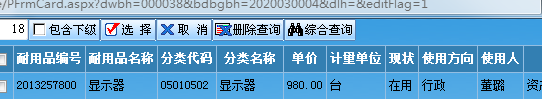 /PFrmCard.aspx?dwbh=000038&bdbgbh=2020030004&dlh=&editFlag=1
18 包含下级 选 择 取 消 删除查询 综合查询
耐用品编号 耐用品名称 分类代码 分类名称 单价 计量单位 现状 使用方向 使用人
2013257800 显示器 05010502 显示器 980.00 台 在用 行政 董璐